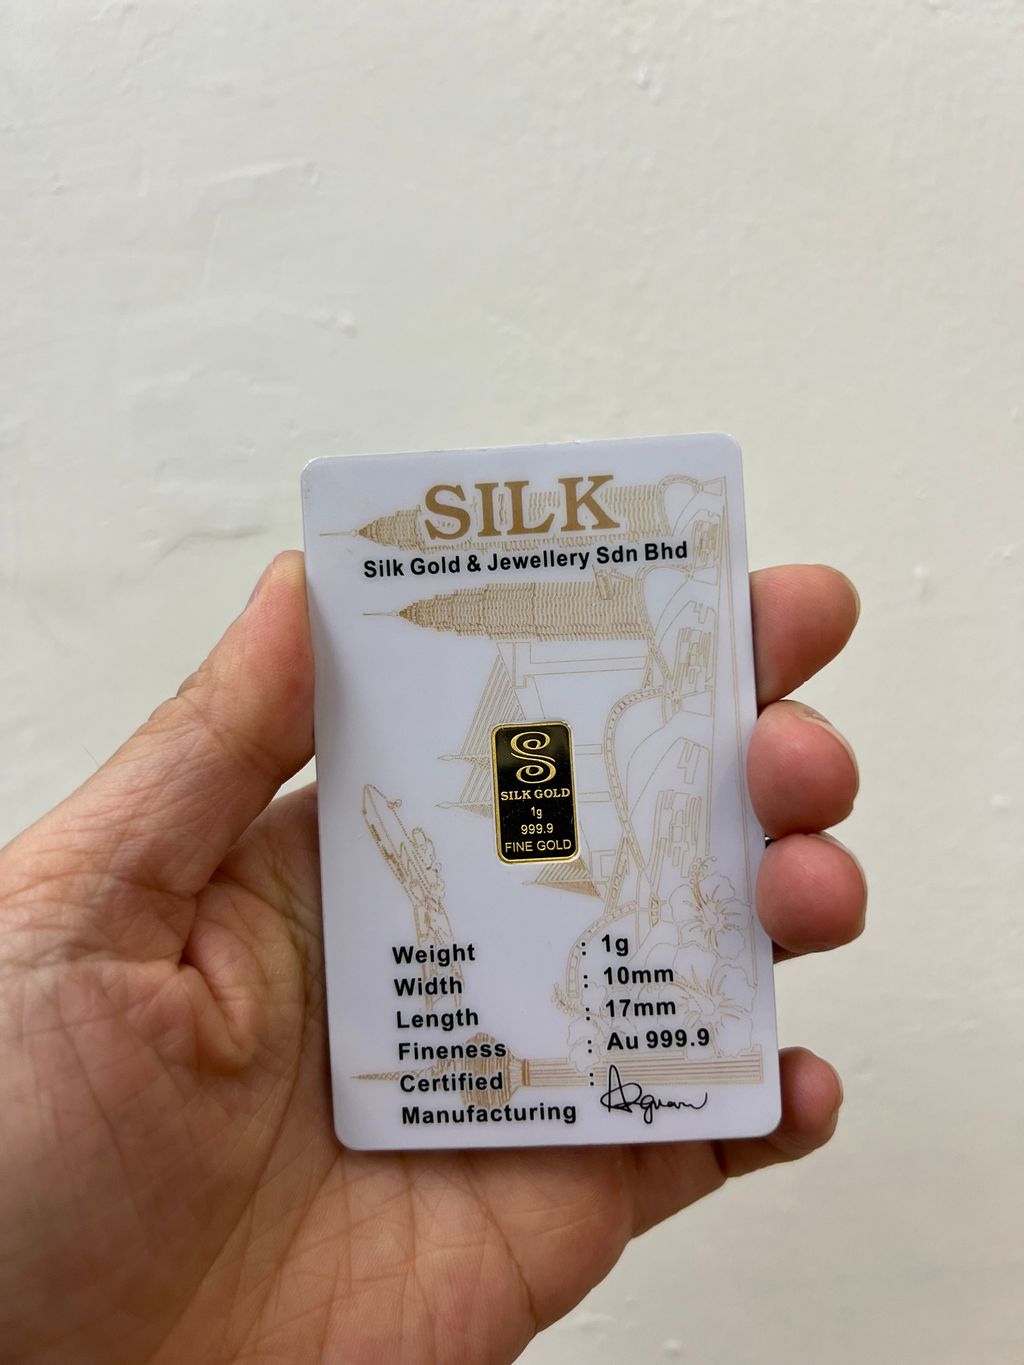 SILK
Silk Gold & Jewellery Sdn Bhd
SILK GOLD
1g
999.9
FINE GOLD
Weight : 1g
Width : 10mm
Length : 17mm
Fineness : Au 999.9
Certified :
Manufacturing